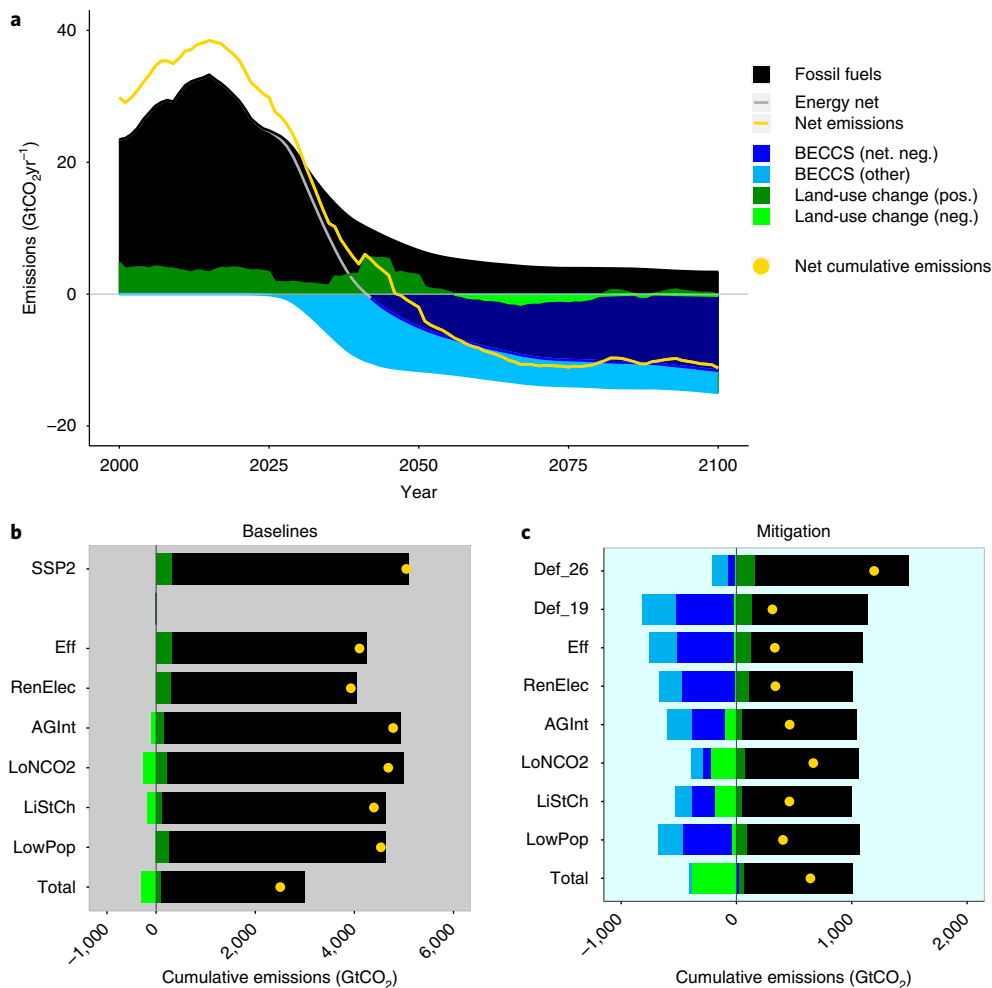 a
40
20
0
−20
Emissions (GtCO2yr−1)
2000 2025 2050 2075 2100
Year
Fossil fuels
Energy net
Net emissions
BECCS (net. neg.)
BECCS (other)
Land-use change (pos.)
Land-use change (neg.)
Net cumulative emissions
b
Baselines
SSP2
Eff
RenElec
AGInt
LoNCO2
LiStCh
LowPop
Total
−1,000 0 2,000 4,000 6,000
Cumulative emissions (GtCO2)
c
Mitigation
Def_26
Def_19
Eff
RenElec
AGInt
LoNCO2
LiStCh
LowPop
Total
−1,000 0 1,000 2,000
Cumulative emissions (GtCO2)